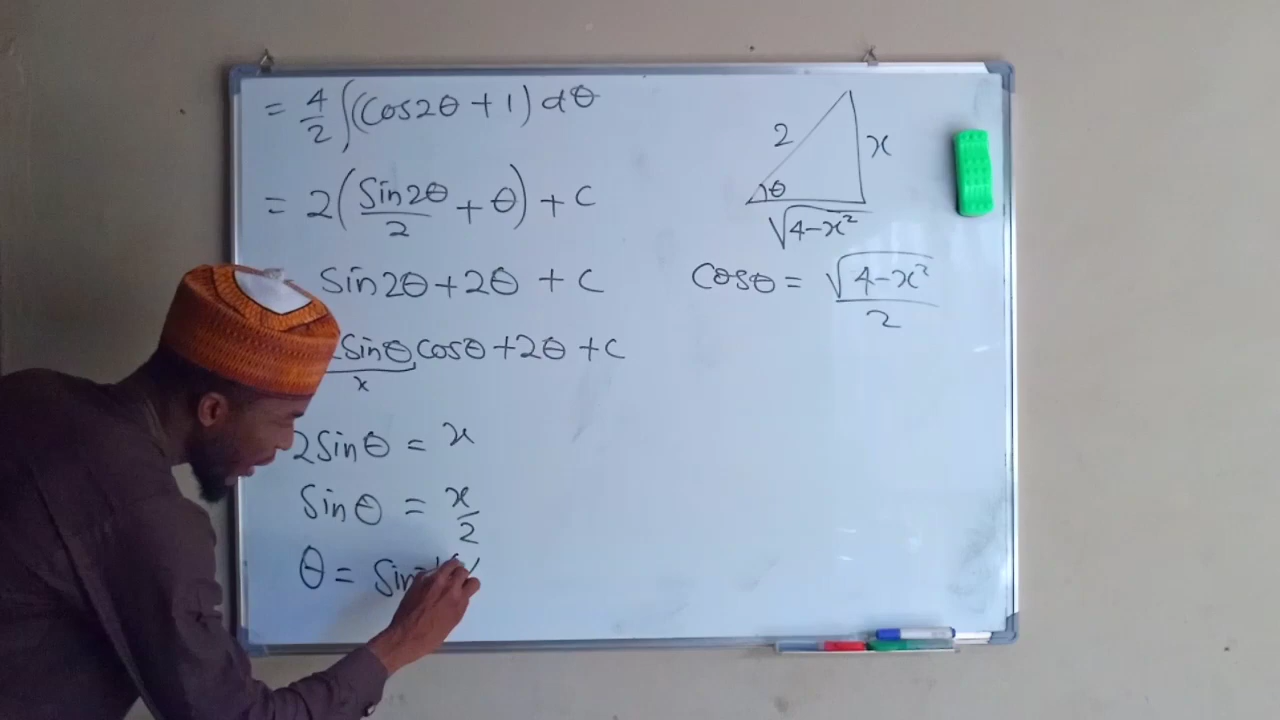 = 4/2 ∫(Cos2θ + 1) dθ
= 2(Sin2θ/2 + θ) + C
Sin2θ + 2θ + C
2Sinθ Cosθ + 2θ + C
x
2Sinθ = x
Sinθ = x/2
θ = Sin⁻¹
2
x
θ
√4-x²
Cosθ = √4-x²/2